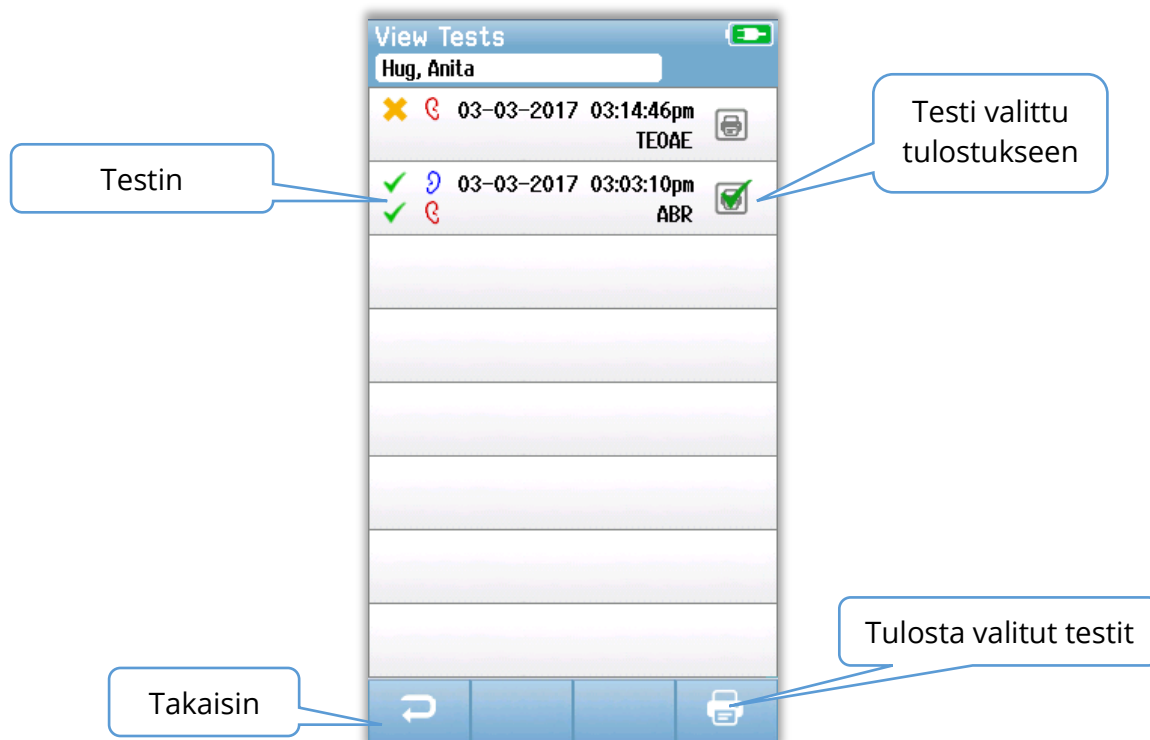 View Tests
Hug, Anita
03-03-2017 03:14:46pm
TEOAE
03-03-2017 03:03:10pm
ABR
Testin
Testi valittu
tulostukseen
Tulosta valitut testit
Takaisin